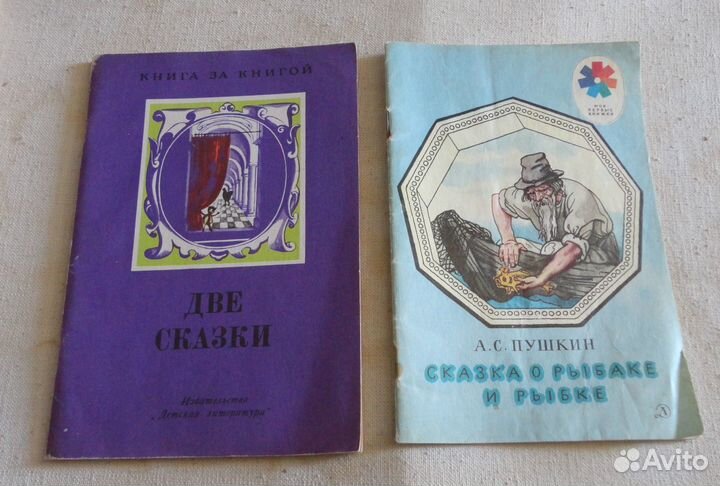 КНИГА ЗА КНИГОЙ
ДВЕ
СКАЗКИ
Издательство
„Детская литература"
МОИ
ПЕРВЫЕ
КНИЖКИ
А.С. ПУШКИН
СКАЗКА О РЫБАКЕ
И РЫБКЕ
Avito